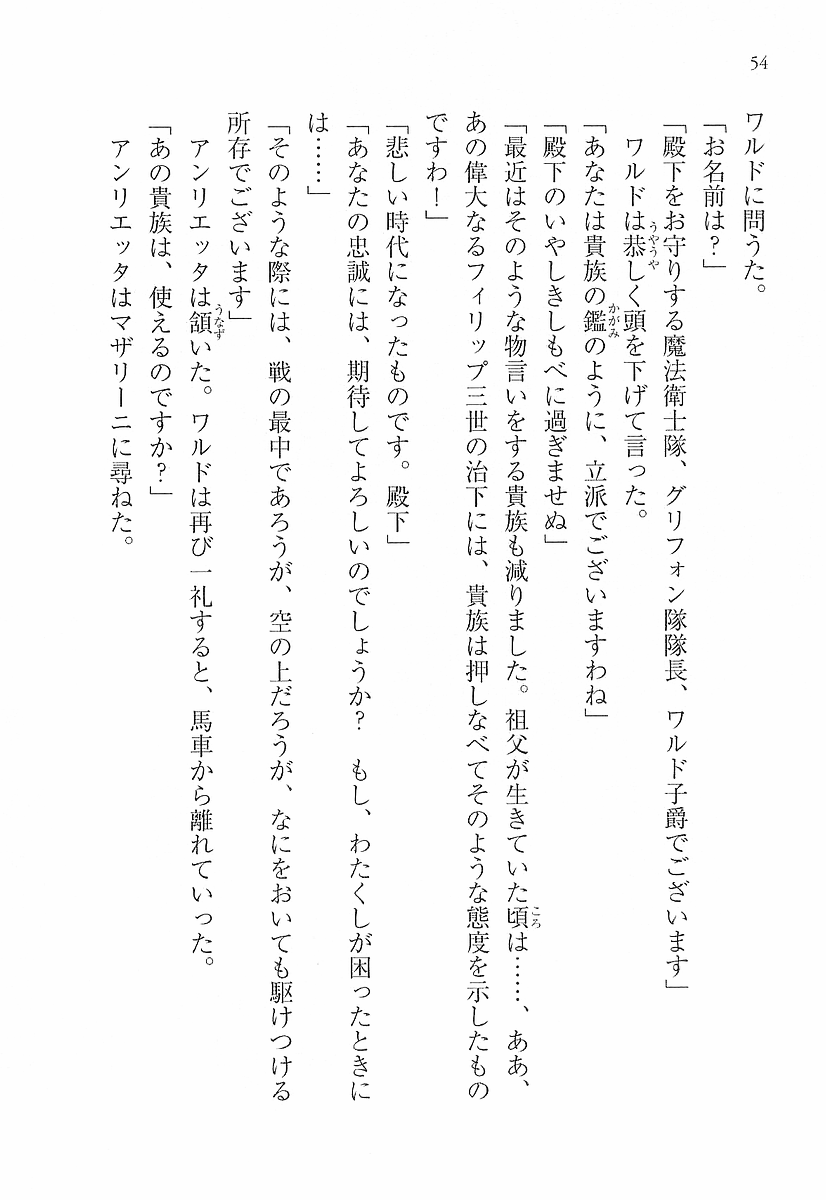 54
ワルドに問うた。
「お名前は？」
「殿下をお守りする魔法衛士隊、グリフォン隊隊長、ワルド子爵でございます」
ワルドは恭しく頭を下げて言った。
「あなたは貴族の鑑のように、立派でございますわね」
「殿下のいやしきしもべに過ぎませぬ」
「最近はそのような物言いをする貴族も減りました。祖父が生きていた頃は……、ああ、
あの偉大なるフィリップ三世の治下には、貴族は押しなべてそのような態度を示したもの
ですわ！」
「悲しい時代になったものです。殿下」
「あなたの忠誠には、期待してよろしいのでしょうか？　もし、わたくしが困ったときに
は……」
「そのような際には、戦の最中であろうが、空の上だろうが、なにをおいても駆けつける
所存でございます」
アンリエッタは頷いた。ワルドは再び一礼すると、馬車から離れていった。
「あの貴族は、使えるのですか？」
アンリエッタはマザリーニに尋ねた。